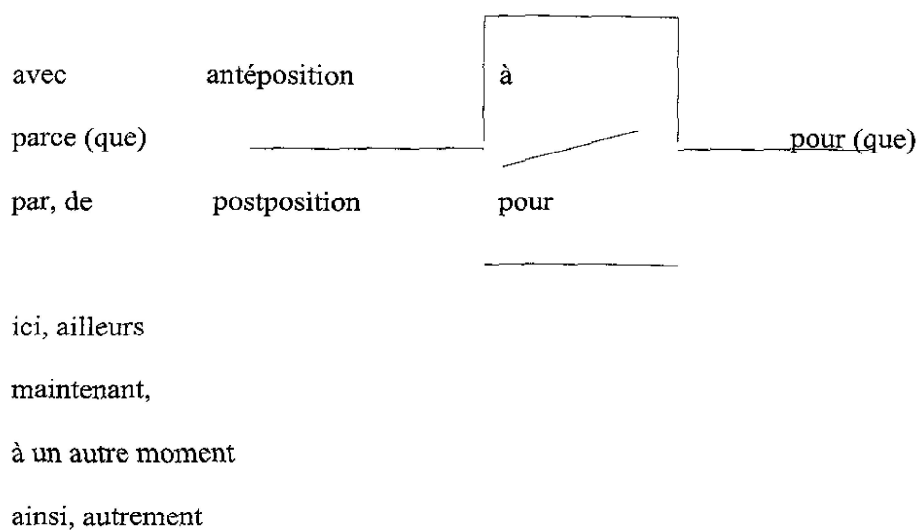 avec antéposition à
parce (que) pour (que)
par, de postposition pour
ici, ailleurs
maintenant,
à un autre moment
ainsi, autrement